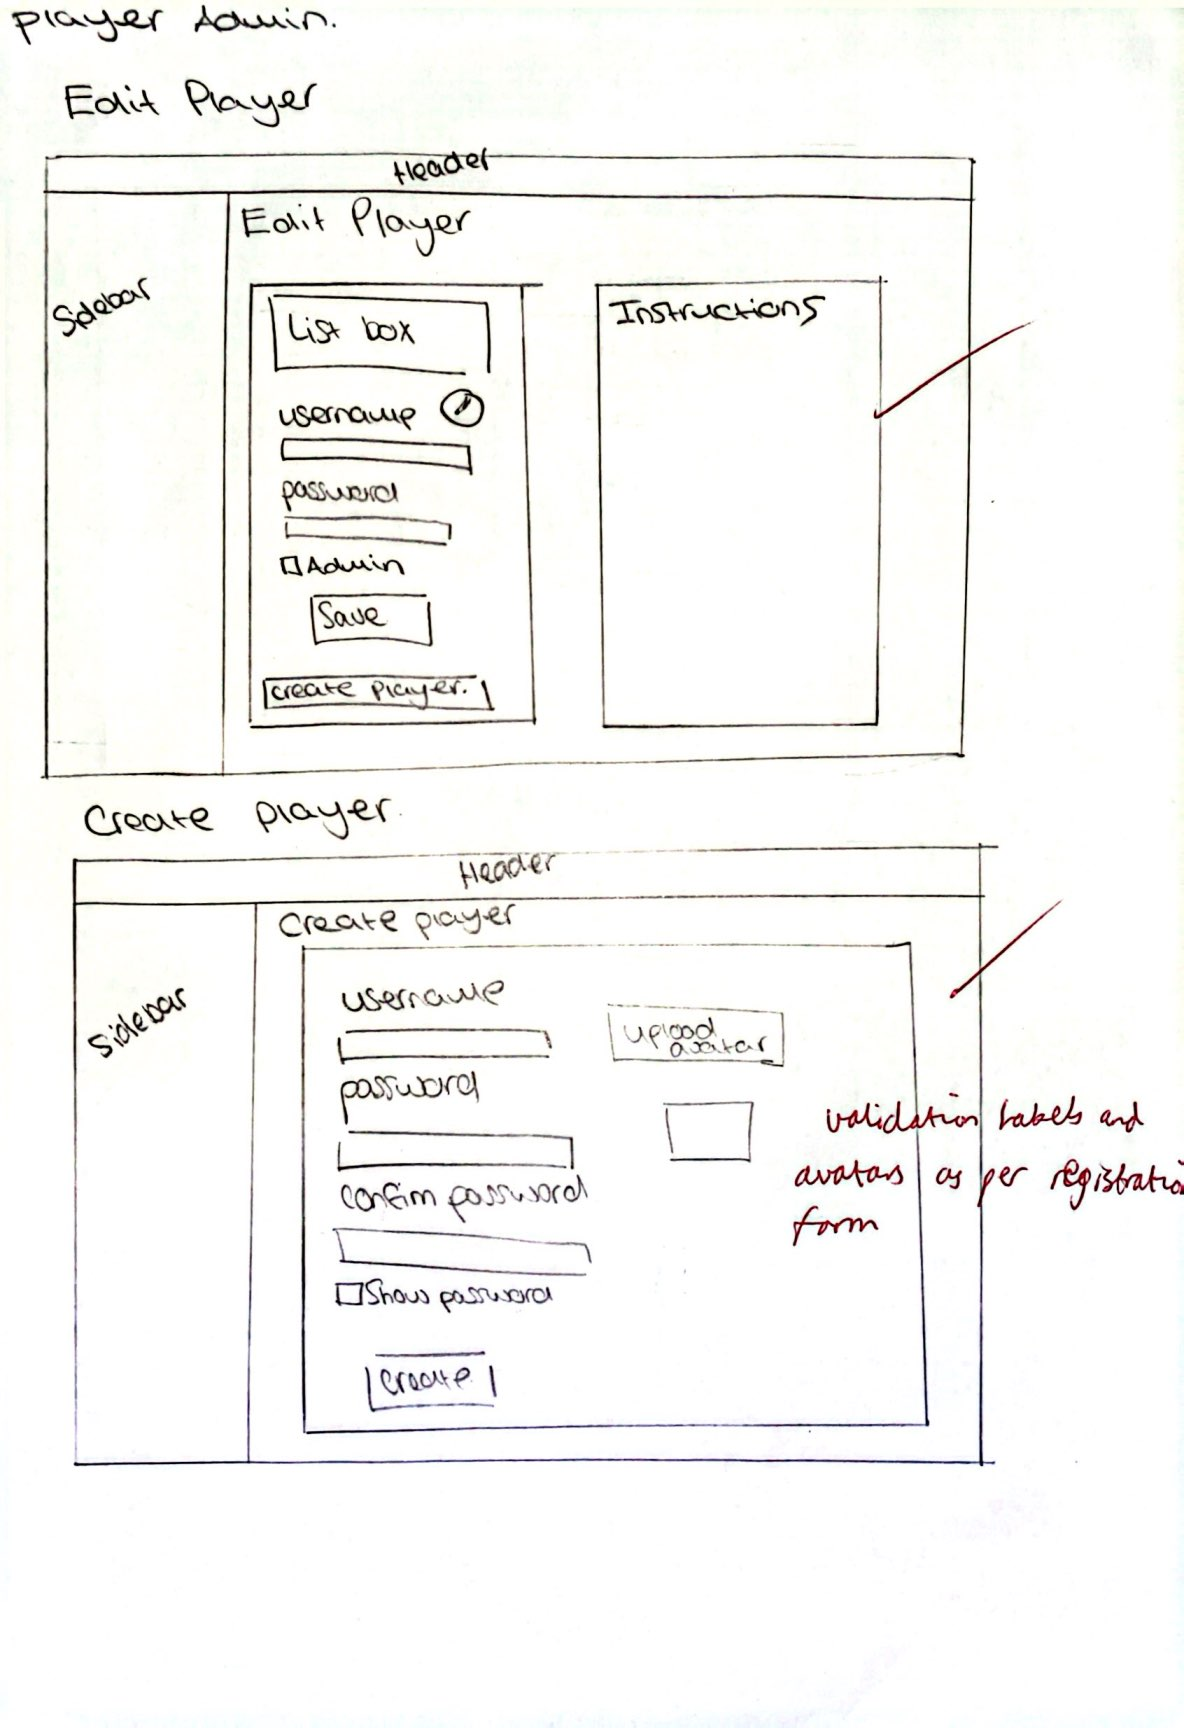 player Admin.
Edit Player
Header
Sidebar
Edit Player
List box
username
password
Admin
Save
create player.
Instructions
Create player.
Header
Sidebar
Create player
username
password
confirm password
Show password
Create
upload
avatar
validation labels and
avatars as per registration
form